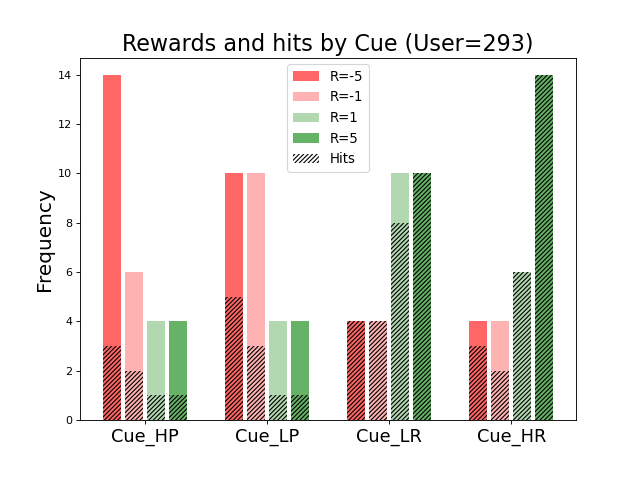 Rewards and hits by Cue (User=293)
R=-5
R=-1
R=1
R=5
Hits
Frequency
14
12
10
8
6
4
2
0
Cue_HP
Cue_LP
Cue_LR
Cue_HR